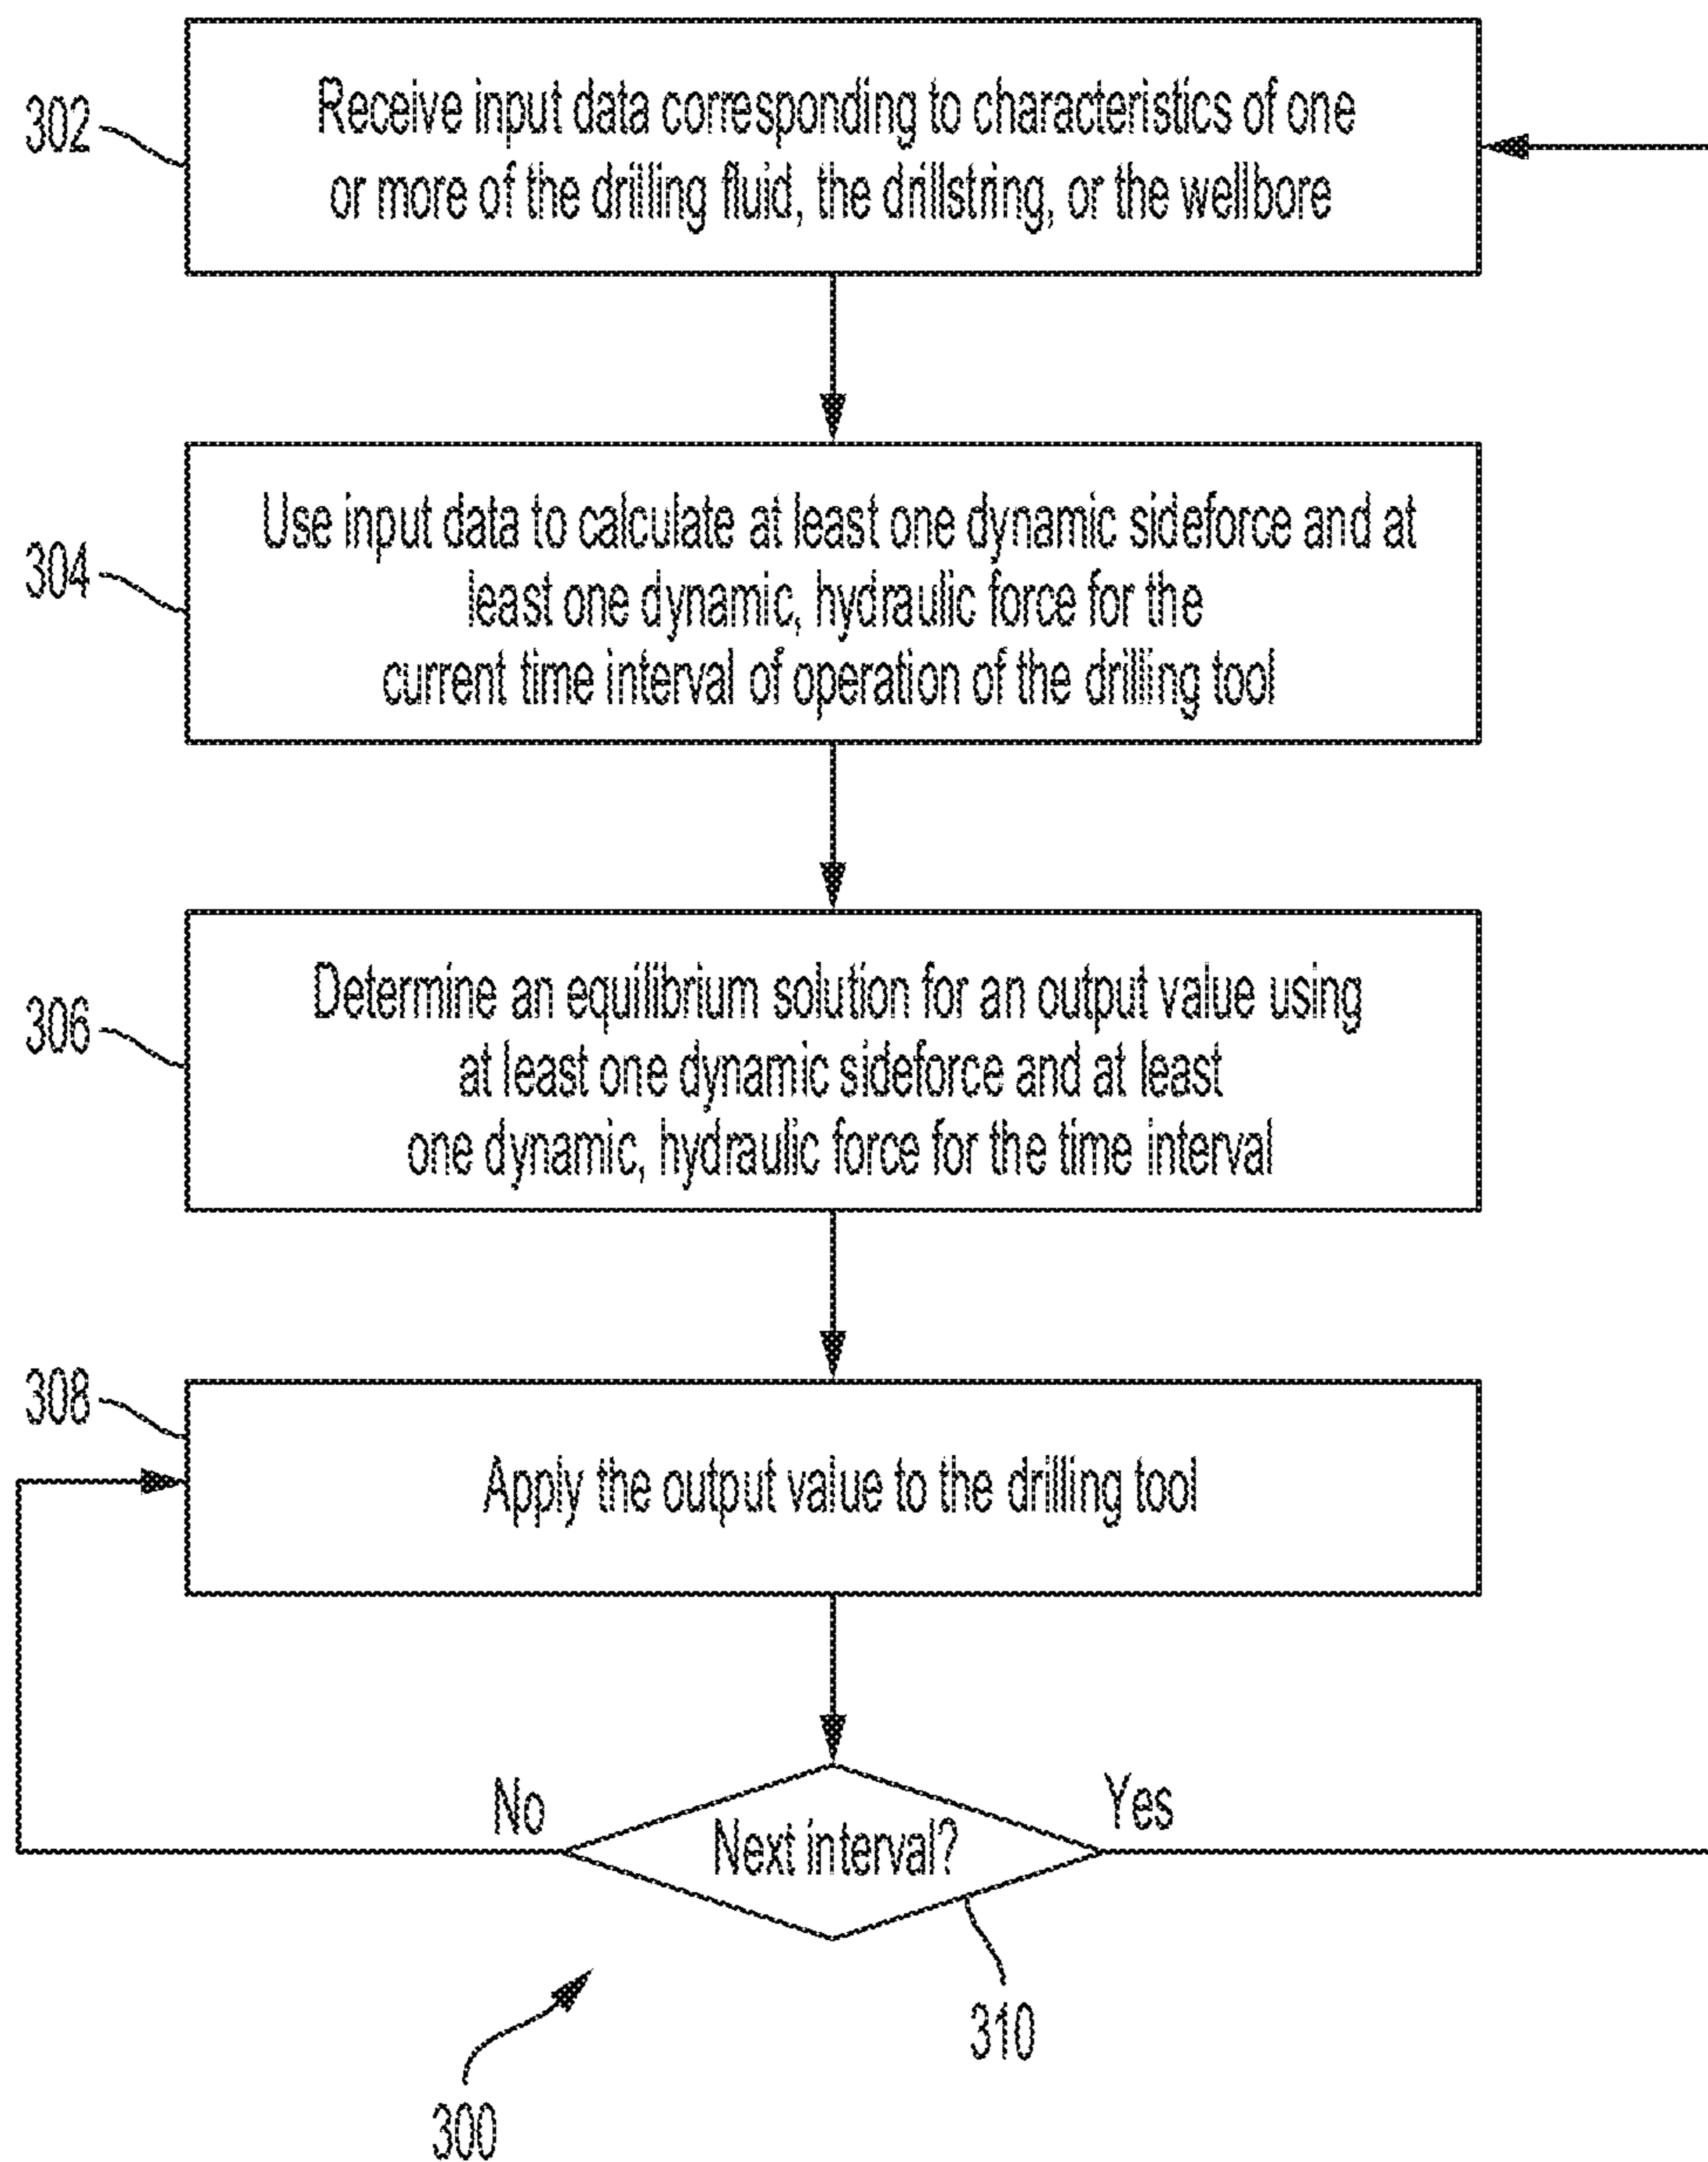 302
Receive input data corresponding to characteristics of one
or more of the drilling fluid, the drillstring, or the wellbore
304
Use input data to calculate at least one dynamic sideforce and at
least one dynamic, hydraulic force for the
current time interval of operation of the drilling tool
306
Determine an equilibrium solution for an output value using
at least one dynamic sideforce and at least
one dynamic, hydraulic force for the time interval
308
Apply the output value to the drilling tool
No
Yes
Next interval?
310
300